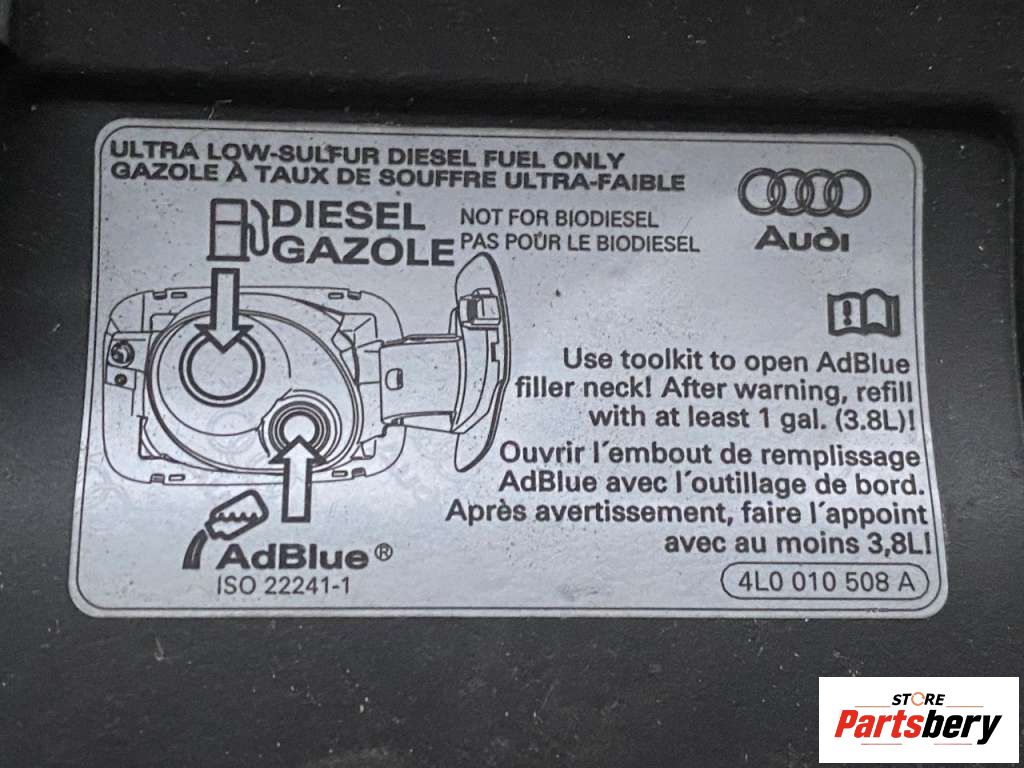 ULTRA LOW-SULFUR DIESEL FUEL ONLY
GAZOLE À TAUX DE SOUFFRE ULTRA-FAIBLE
DIESEL
GAZOLE
NOT FOR BIODIESEL
PAS POUR LE BIODIESEL
Audi
Use toolkit to open AdBlue
filler neck! After warning, refill
with at least 1 gal. (3.8L)!
Ouvrir l´embout de remplissage
AdBlue avec l´outillage de bord.
Après avertissement, faire l´appoint
avec au moins 3,8L!
AdBlue®
ISO 22241-1
4L0 010 508 A
STORE
Partsbery